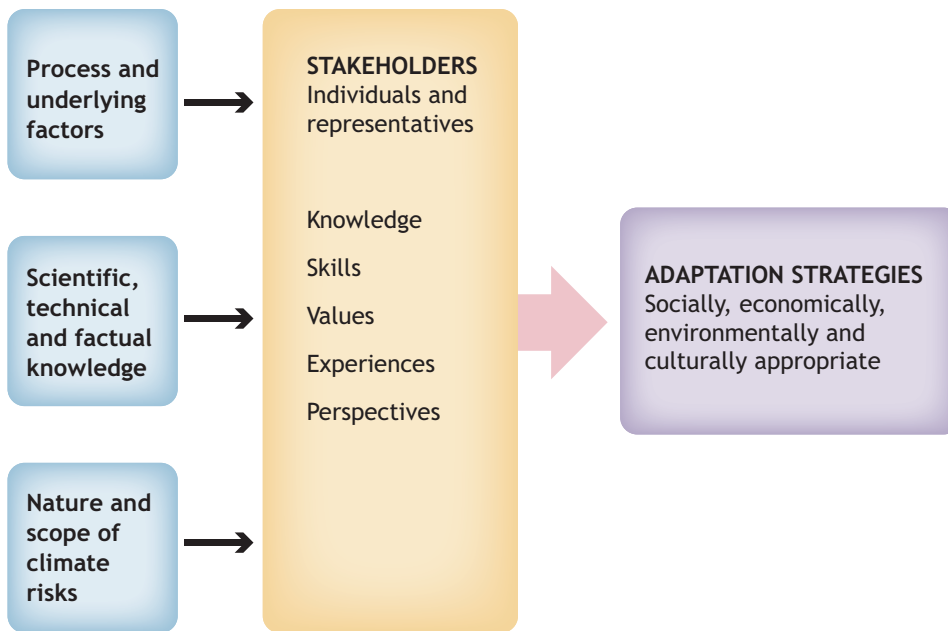 Process and
underlying
factors
Scientific,
technical
and factual
knowledge
Nature and
scope of
climate
risks
STAKEHOLDERS
Individuals and
representatives
Knowledge
Skills
Values
Experiences
Perspectives
ADAPTATION STRATEGIES
Socially, economically,
environmentally and
culturally appropriate